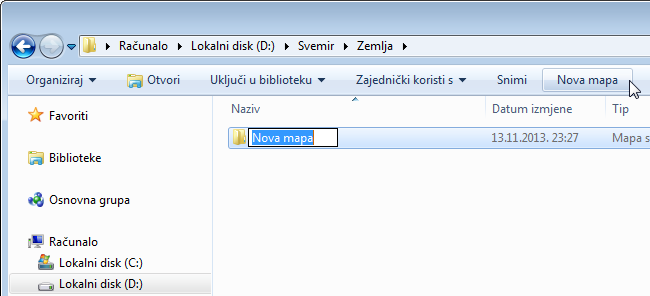 Računalo ▸ Lokalni disk (D:) ▸ Svemir ▸ Zemlja ▸
Organiziraj Otvori Uključi u biblioteku Zajednički koristi s Snimi Nova mapa
Naziv Datum izmjene Tip
Nova mapa 13.11.2013. 23:27 Mapa s
Favoriti
Biblioteke
Osnovna grupa
Računalo
Lokalni disk (C:)
Lokalni disk (D:)